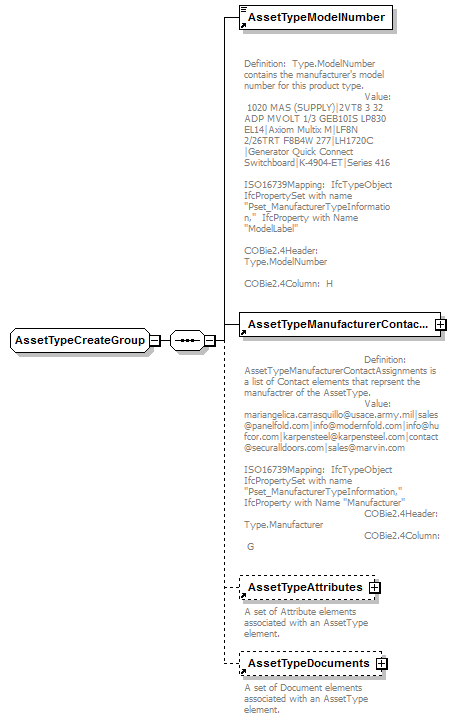 AssetTypeModelNumber
Definition: Type.ModelNumber
contains the manufacturer's model
number for this product type.
Value:
1020 MAS (SUPPLY)|2VT8 3 32
ADP MVOLT 1/3 GEB10IS LP830
EL14|Axiom Multix M|LF8N
2/26TRT F8B4W 277|LH1720C
|Generator Quick Connect
Switchboard|K-4904-ET|Series 416
ISO16739Mapping: IfcTypeObject
IfcPropertySet with name
"Pset_ManufacturerTypeInformatio
n," IfcProperty with Name
"ModelLabel"
COBie2.4Header:
Type.ModelNumber
COBie2.4Column: H
AssetTypeCreateGroup
AssetTypeManufacturerContac...
Definition:
AssetTypeManufacturerContactAssignments is
a list of Contact elements that reprsent the
manufactrer of the AssetType.
Value:
mariangelica.carrasquillo@usace.army.mil|sales
@panelfold.com|info@modernfold.com|info@hu
fcor.com|karpensteel@karpensteel.com|contact
@securalldoors.com|sales@marvin.com
ISO16739Mapping: IfcTypeObject
IfcPropertySet with name
"Pset_ManufacturerTypeInformation,"
IfcProperty with Name "Manufacturer"
COBie2.4Header:
Type.Manufacturer
COBie2.4Column:
G
AssetTypeAttributes
A set of Attribute elements
associated with an AssetType
element.
AssetTypeDocuments
A set of Document elements
associated with an AssetType
element.